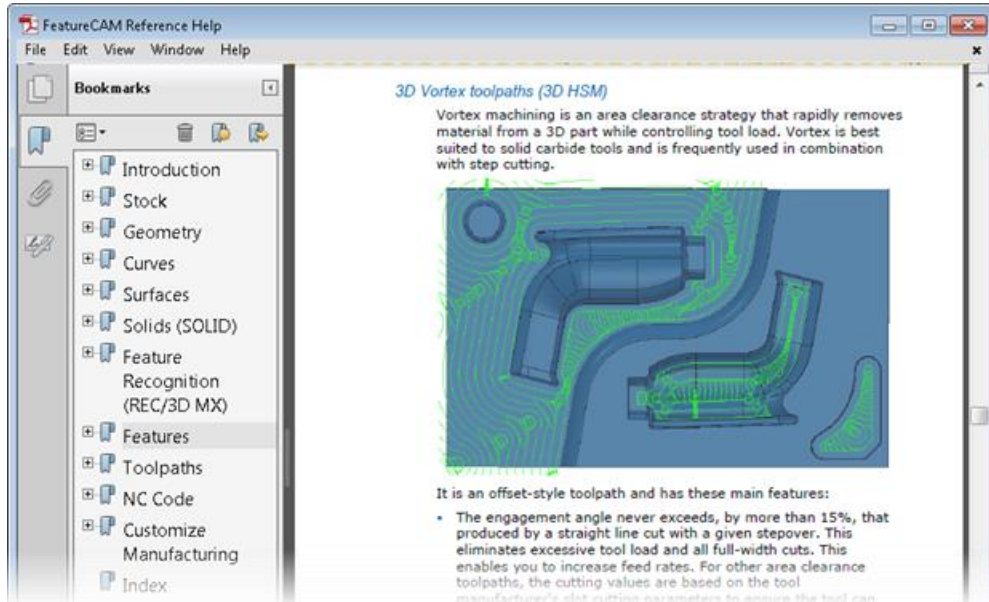 FeatureCAM Reference Help
File Edit View Window Help
Bookmarks
Introduction
Stock
Geometry
Curves
Surfaces
Solids (SOLID)
Feature
Recognition
(REC/3D MX)
Features
Toolpaths
NC Code
Customize
Manufacturing
Index
3D Vortex toolpaths (3D HSM)
Vortex machining is an area clearance strategy that rapidly removes
material from a 3D part while controlling tool load. Vortex is best
suited to solid carbide tools and is frequently used in combination
with step cutting.
It is an offset-style toolpath and has these main features:
• The engagement angle never exceeds, by more than 15%, that
produced by a straight line cut with a given stepover. This
eliminates excessive tool load and all full-width cuts. This
enables you to increase feed rates. For other area clearance
toolpaths, the cutting values are based on the tool
manufacturer's slot cutting parameters to ensure the tool can